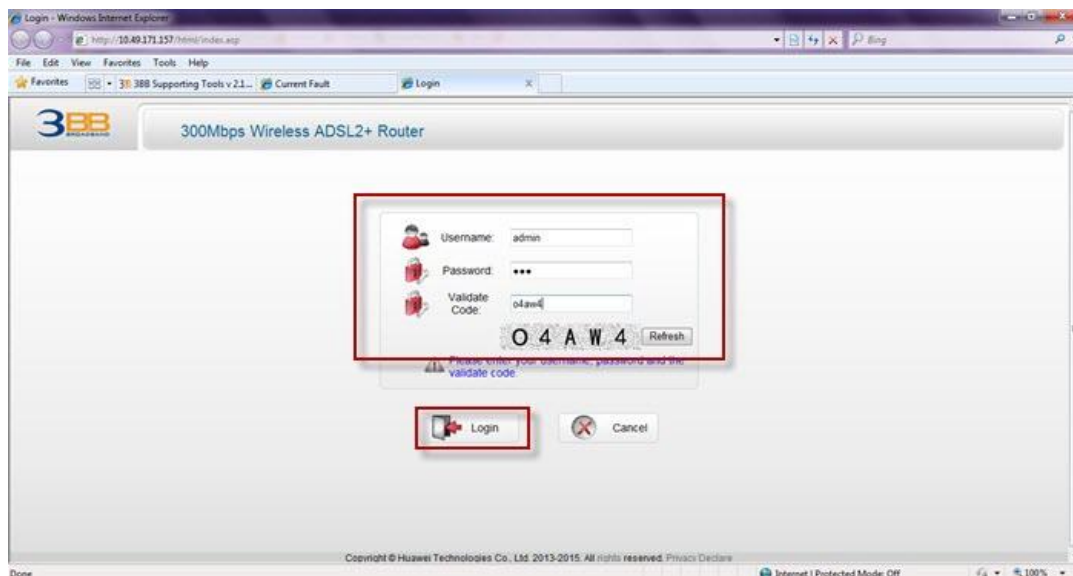 Login - Windows Internet Explorer
http://10.49.171.157/html/index.asp
Bing
File Edit View Favorites Tools Help
Favorites 3BB Supporting Tools v 2.1... Current Fault Login
3BB BROADBAND
300Mbps Wireless ADSL2+ Router
Username: admin
Password: •••
Validate Code: o4aw4
O 4 A W 4 Refresh
Please enter your username, password and the
validate code
Login Cancel
Copyright © Huawei Technologies Co., Ltd. 2013-2015. All rights reserved. Privacy Declare
Done Internet | Protected Mode: Off 100%